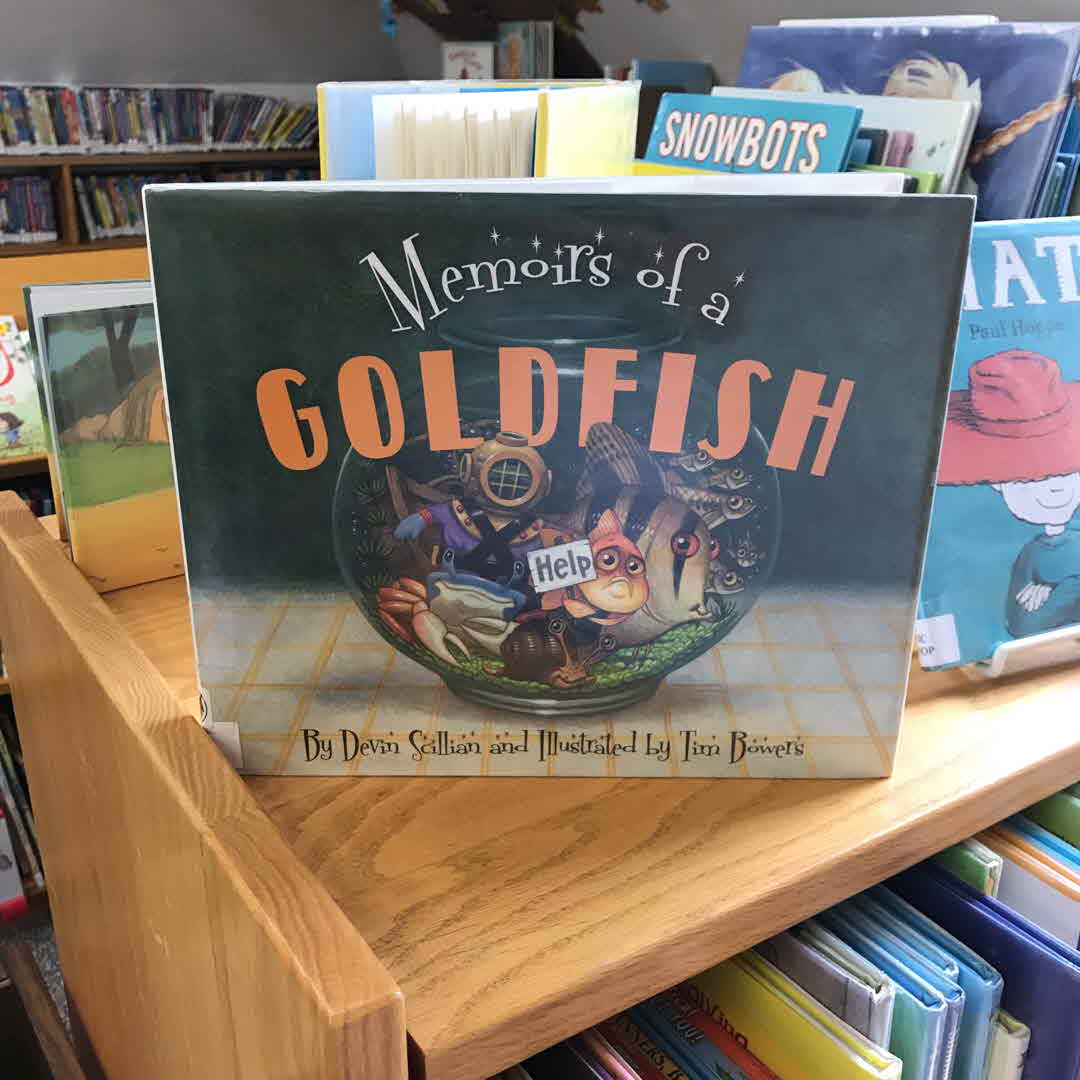 SNOWBOTS
Memoirs of a
GOLDFISH
Help
By Devin Scillian and Illustrated by Tim Bowers
Paul Hoppe